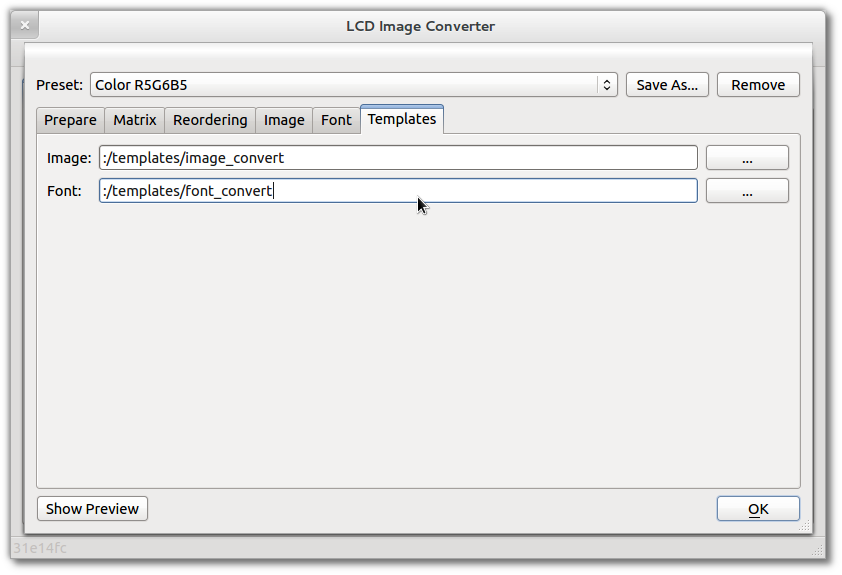 LCD Image Converter
Preset: Color R5G6B5 Save As... Remove
Prepare Matrix Reordering Image Font Templates
Image: :/templates/image_convert ...
Font: :/templates/font_convert ...
Show Preview OK
31e14fc